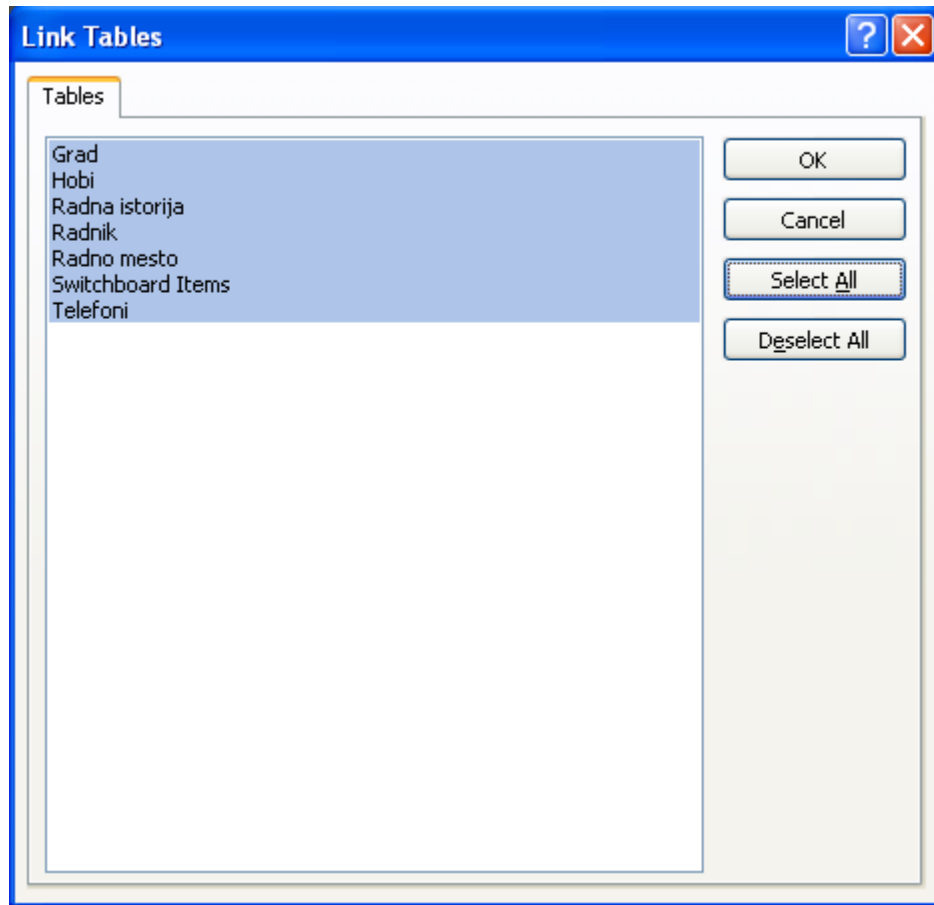 Link Tables
Tables
Grad
Hobi
Radna istorija
Radnik
Radno mesto
Switchboard Items
Telefoni
OK
Cancel
Select All
Deselect All